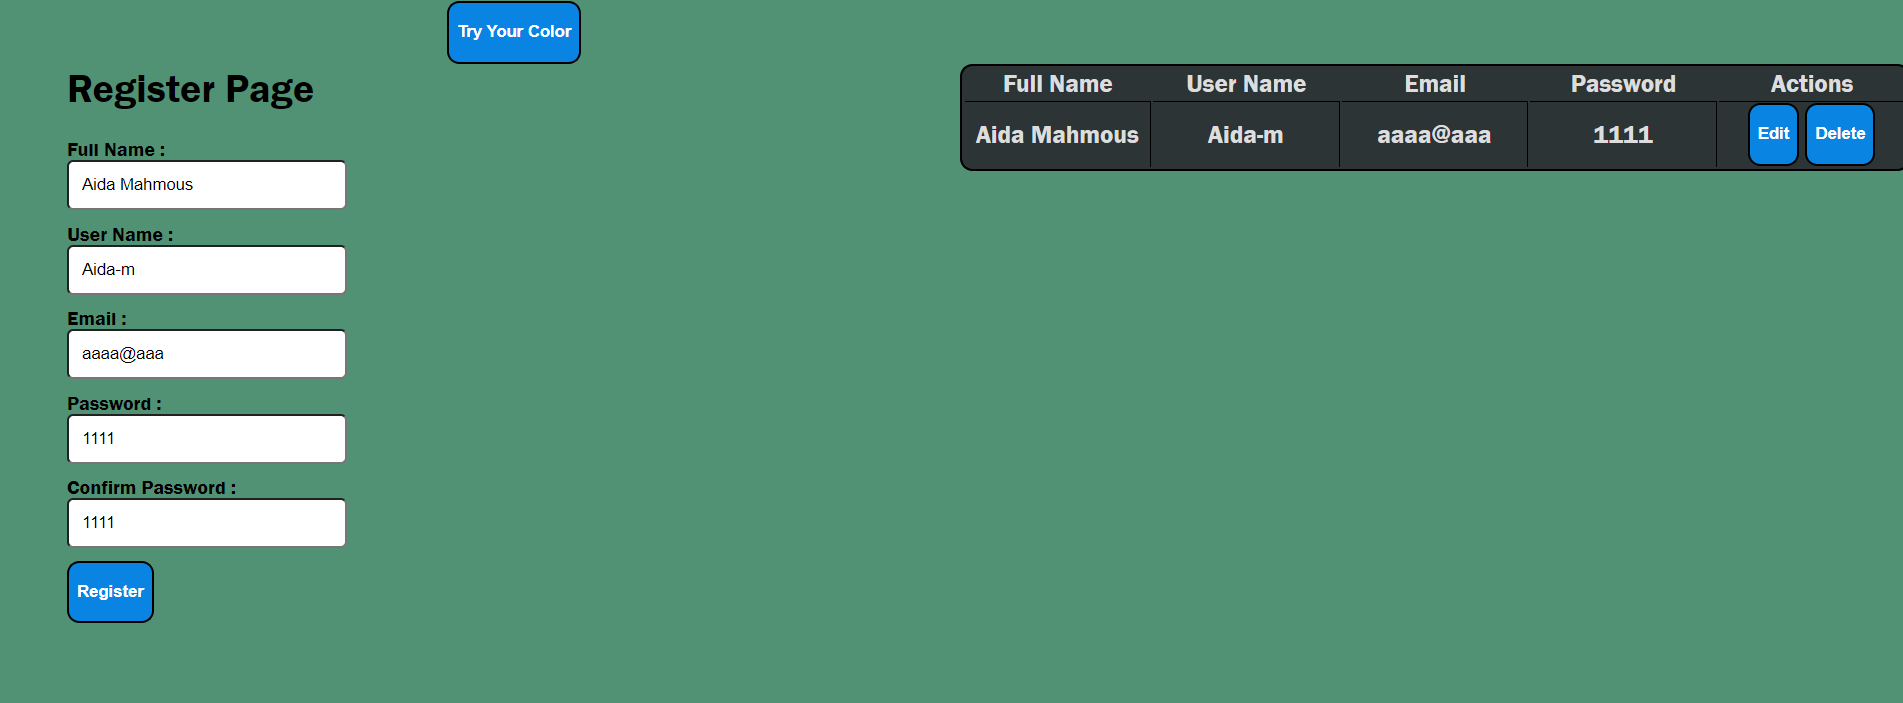 Try Your Color
Register Page
Full Name :
Aida Mahmous
User Name :
Aida-m
Email :
aaaa@aaa
Password :
1111
Confirm Password :
1111
Register
Full Name User Name Email Password Actions
Aida Mahmous Aida-m aaaa@aaa 1111 Edit Delete